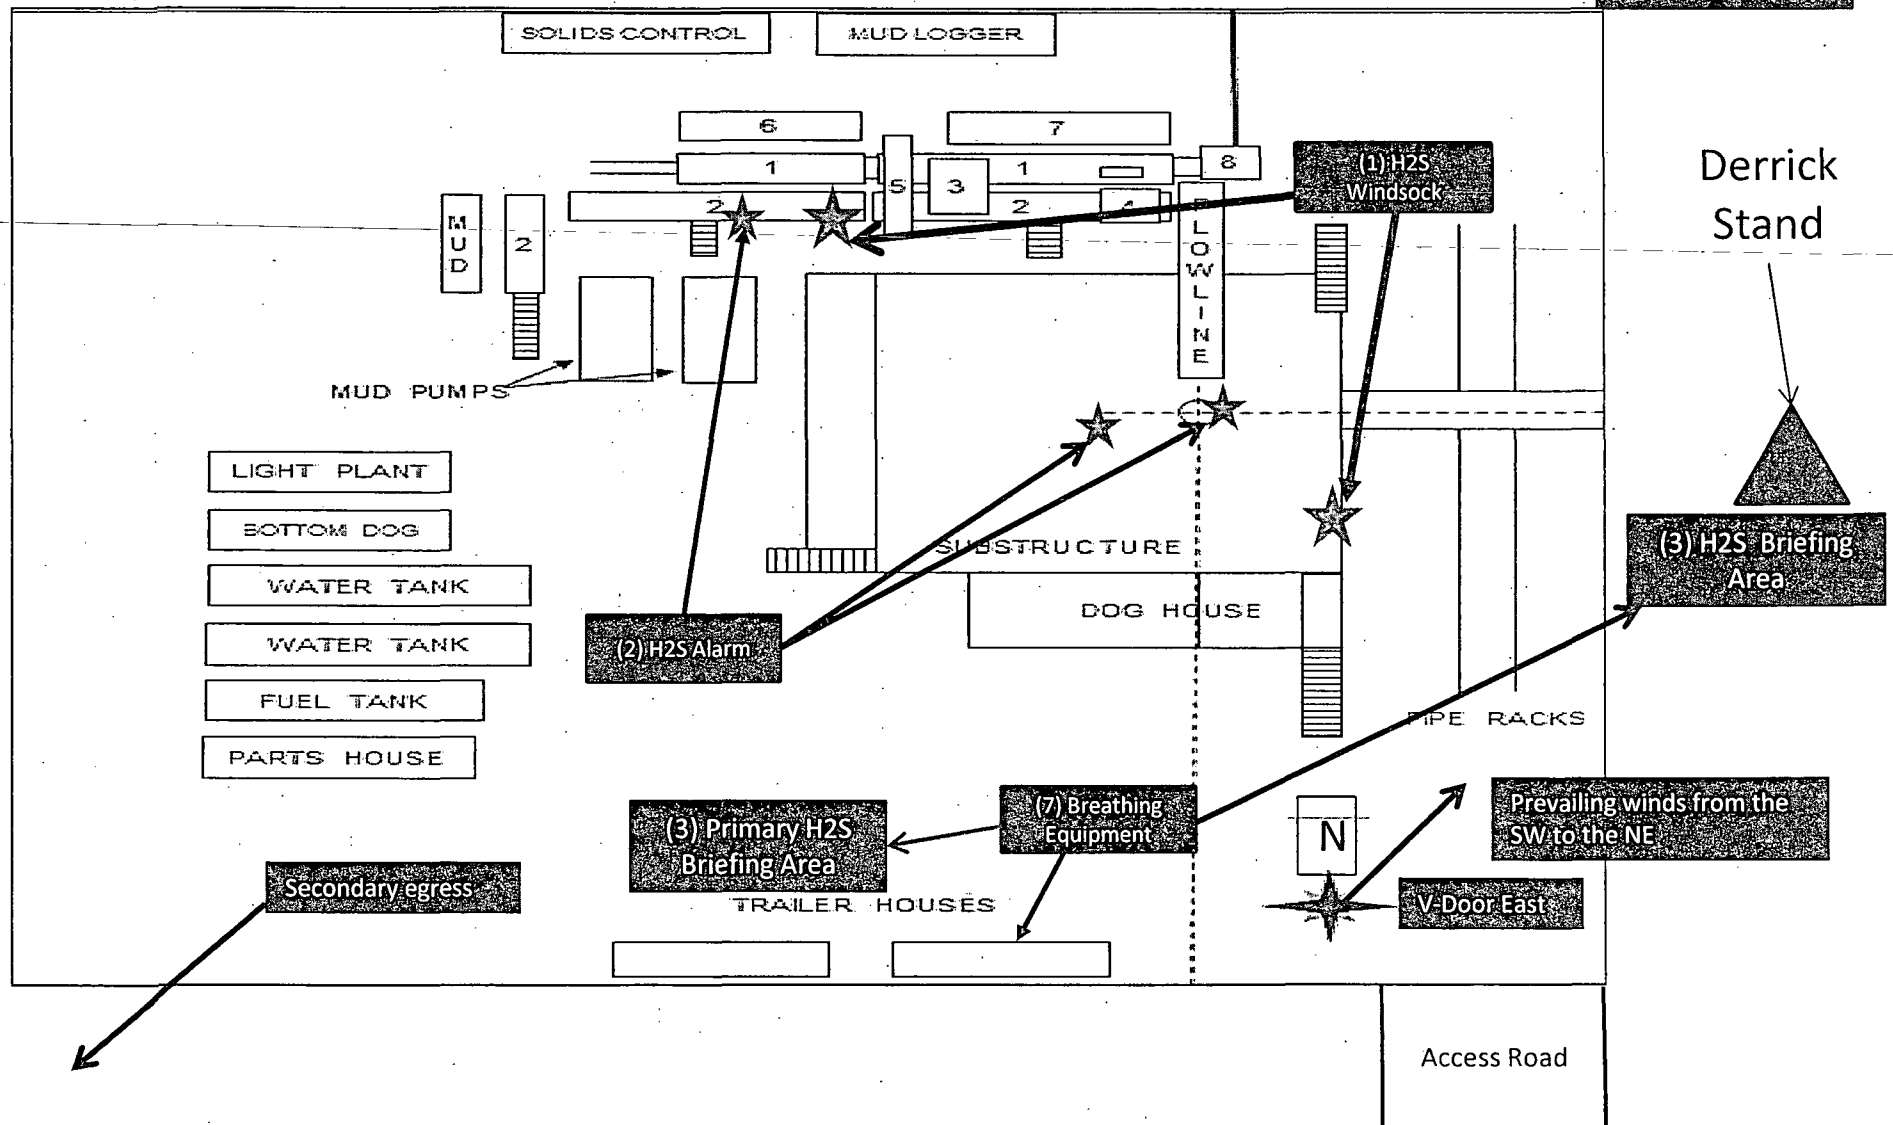 SOLIDS CONTROL
MUD LOGGER
6
7
1
1
8
5
3
2
2
4
MUD
2
FLOWLINE
(1) H2S
Windsock
Derrick
Stand
MUD PUMPS
LIGHT PLANT
BOTTOM DOG
WATER TANK
WATER TANK
FUEL TANK
PARTS HOUSE
SUBSTRUCTURE
DOG HOUSE
(2) H2S Alarm
(3) H2S Briefing
Area
PIPE RACKS
(7) Breathing
Equipment
(3) Primary H2S
Briefing Area
Prevailing winds from the
SW to the NE
N
Secondary egress
V-Door East
TRAILER HOUSES
Access Road